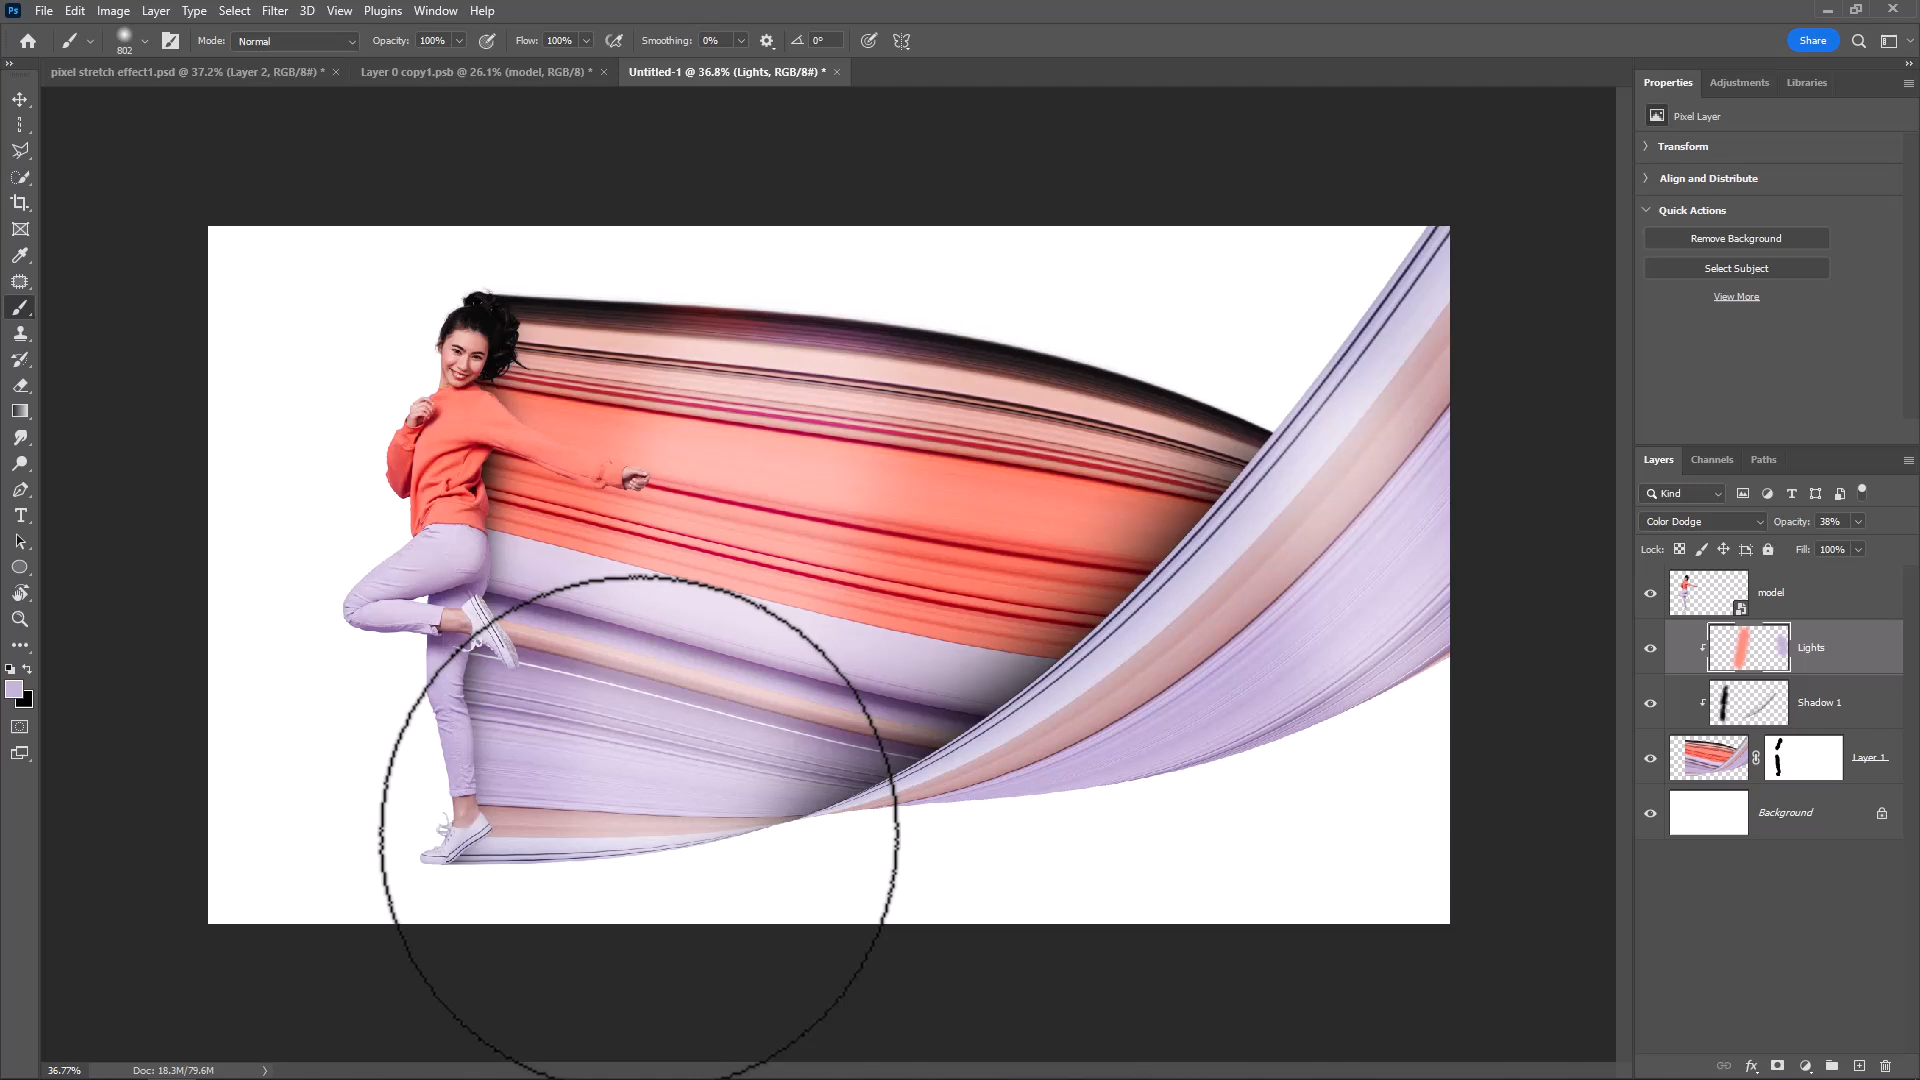 Ps File Edit Image Layer Type Select Filter 3D View Plugins Window Help
802 Mode: Normal Opacity: 100% Flow: 100% Smoothing: 0% 0° Share
pixel stretch effect1.psd @ 37.2% (Layer 2, RGB/8#) * × Layer 0 copy1.psb @ 26.1% (model, RGB/8) * × Untitled-1 @ 36.8% (Lights, RGB/8#) * ×
Properties Adjustments Libraries
Pixel Layer
Transform
Align and Distribute
Quick Actions
Remove Background
Select Subject
View More
Layers Channels Paths
Kind
Color Dodge Opacity: 38%
Lock: Fill: 100%
model
Lights
Shadow 1
Layer 1
Background
fx
36.77% Doc: 18.3M/79.6M